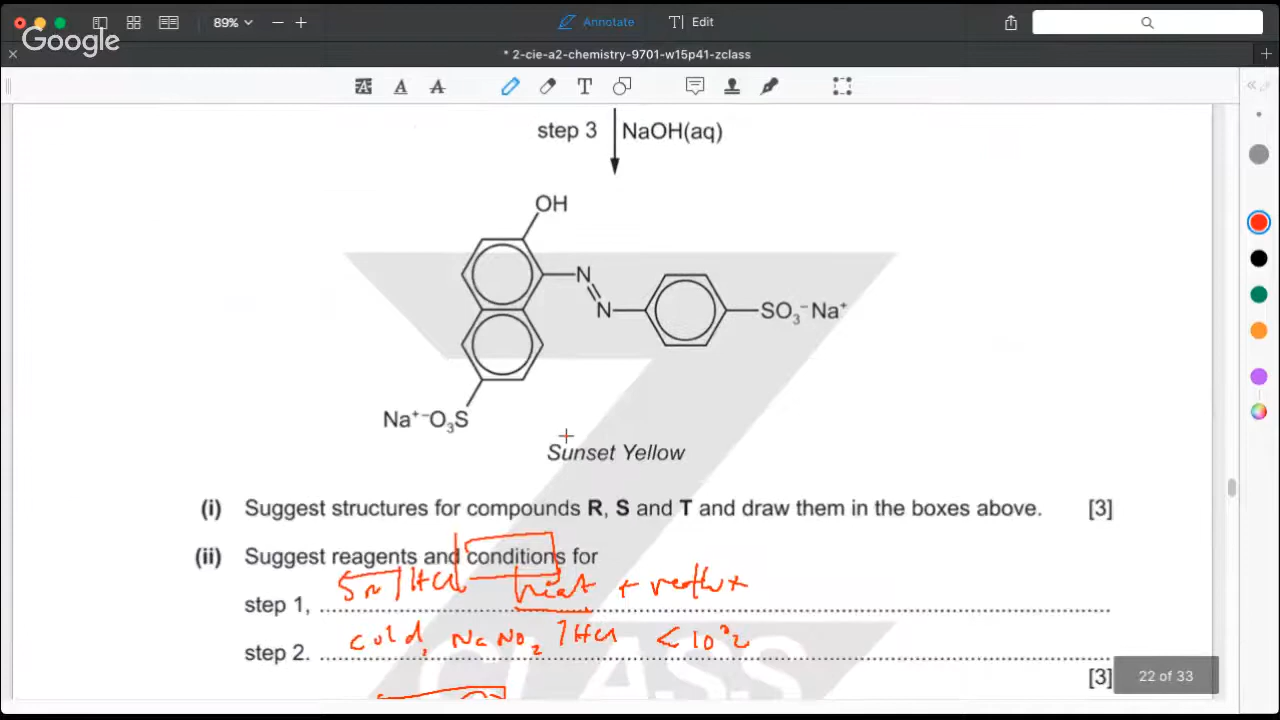 89%
Annotate
Edit
Google
* 2-cie-a2-chemistry-9701-w15p41-zclass
step 3 NaOH(aq)
OH
N
N
SO₃⁻Na⁺
Na⁺⁻O₃S
Sunset Yellow
(i) Suggest structures for compounds R, S and T and draw them in the boxes above. [3]
(ii) Suggest reagents and conditions for
Sn / HCl heat + reflux
step 1, ........................................
cold, NaNO₂ / HCl < 10°C
step 2. ........................................
[3]
CLASS
22 of 33